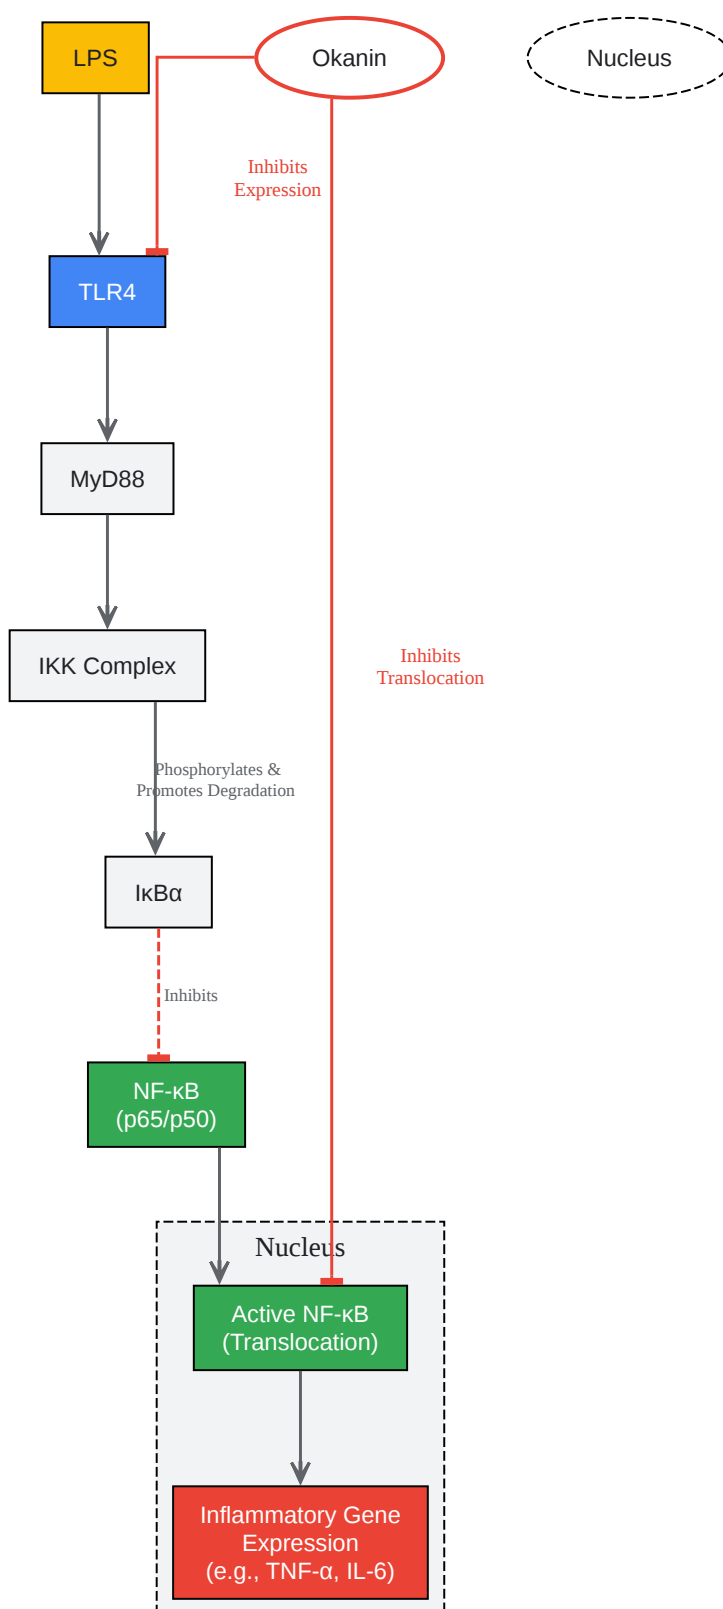 LPS
Okanin
Nucleus
Inhibits
Expression
TLR4
MyD88
Inhibits
Translocation
IKK Complex
Phosphorylates &
Promotes Degradation
IκBα
Inhibits
NF-κB
(p65/p50)
Nucleus
Active NF-κB
(Translocation)
Inflammatory Gene
Expression
(e.g., TNF-α, IL-6)